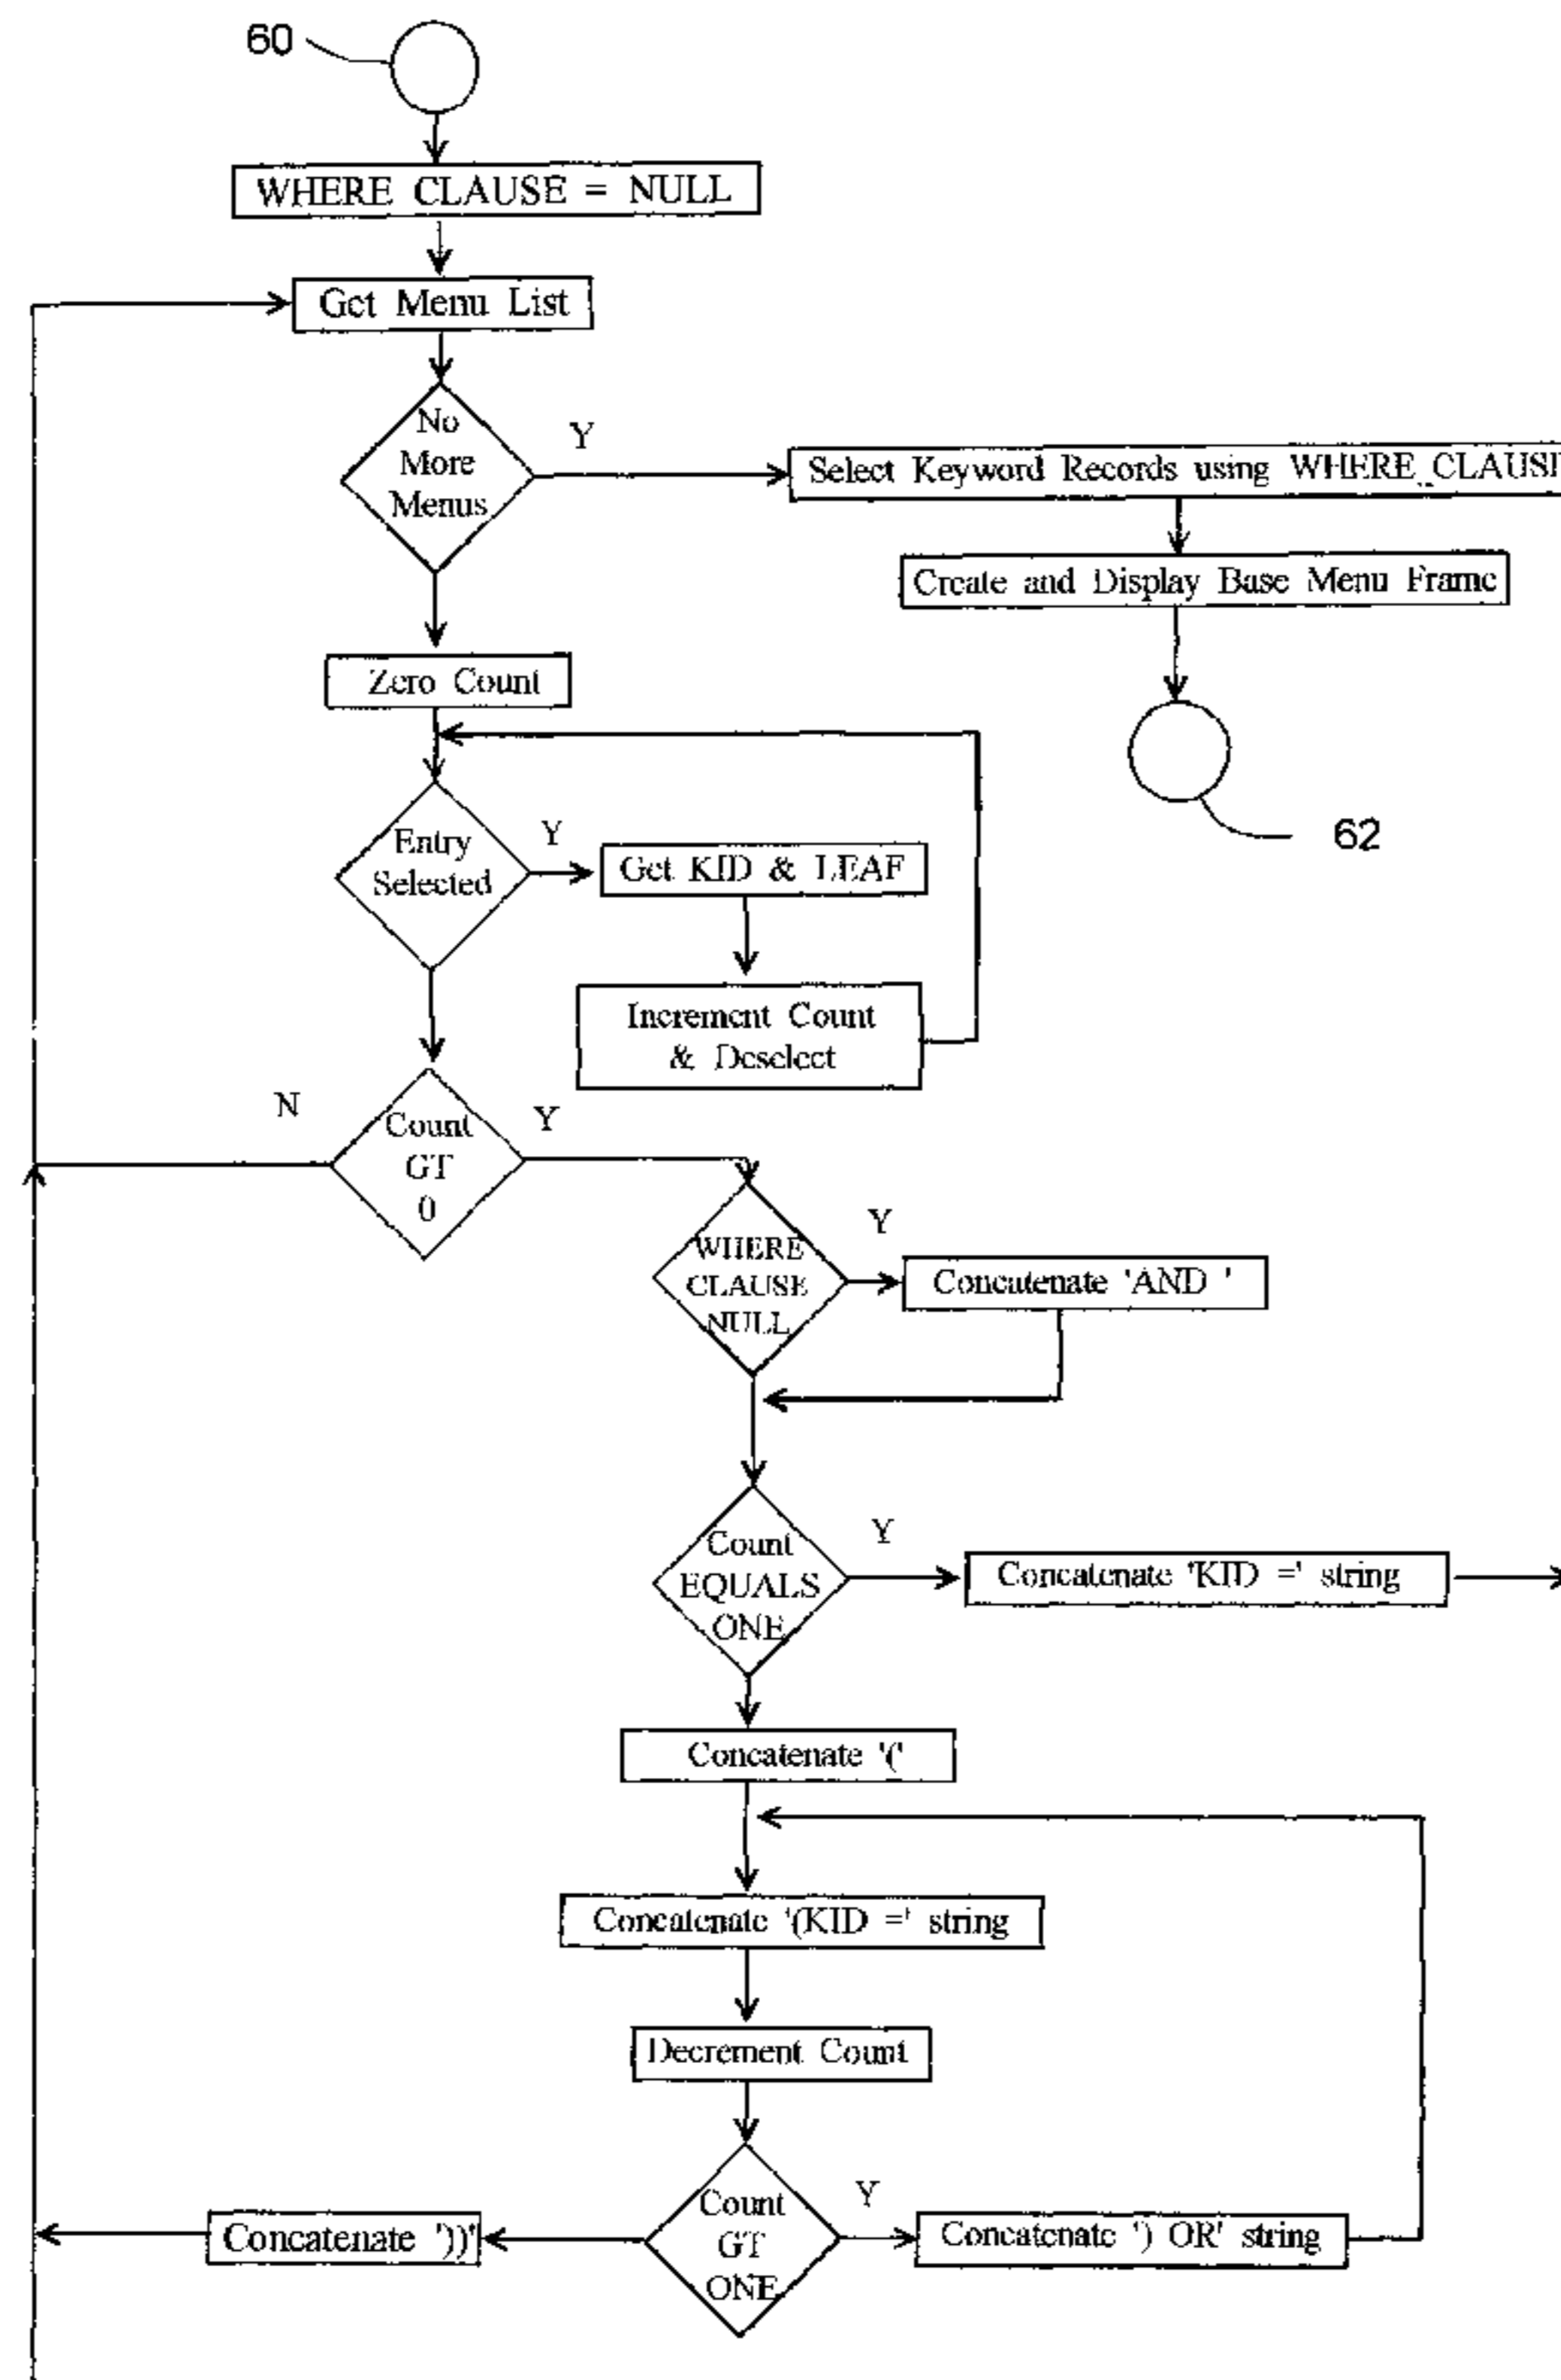 60
WHERE CLAUSE = NULL
Get Menu List
No
More
Menus
Y
Select Keyword Records using WHERE_CLAUSE
Create and Display Base Menu Frame
62
Zero Count
Entry
Selected
Y
Get KID & LEAF
Increment Count
& Deselect
N
Count
GT
0
Y
WHERE
CLAUSE
NULL
Y
Concatenate 'AND '
Count
EQUALS
ONE
Y
Concatenate 'KID =' string
Concatenate '('
Concatenate '(KID =' string
Decrement Count
Count
GT
ONE
Y
Concatenate ') OR' string
Concatenate '))'